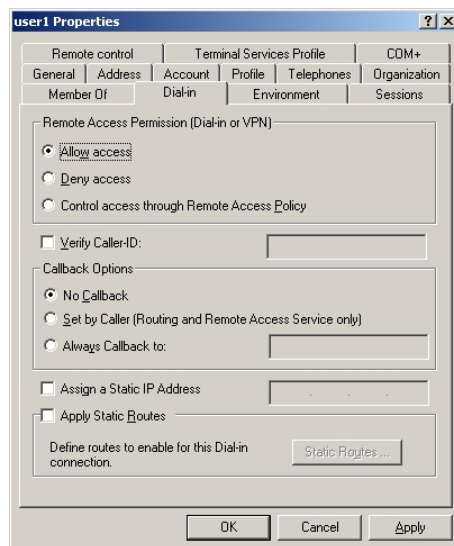 user1 Properties
Remote control Terminal Services Profile COM+
General Address Account Profile Telephones Organization
Member Of Dial-in Environment Sessions
Remote Access Permission (Dial-in or VPN)
Allow access
Deny access
Control access through Remote Access Policy
Verify Caller-ID:
Callback Options
No Callback
Set by Caller (Routing and Remote Access Service only)
Always Callback to:
Assign a Static IP Address
Apply Static Routes
Define routes to enable for this Dial-in
connection.
Static Routes ...
OK Cancel Apply